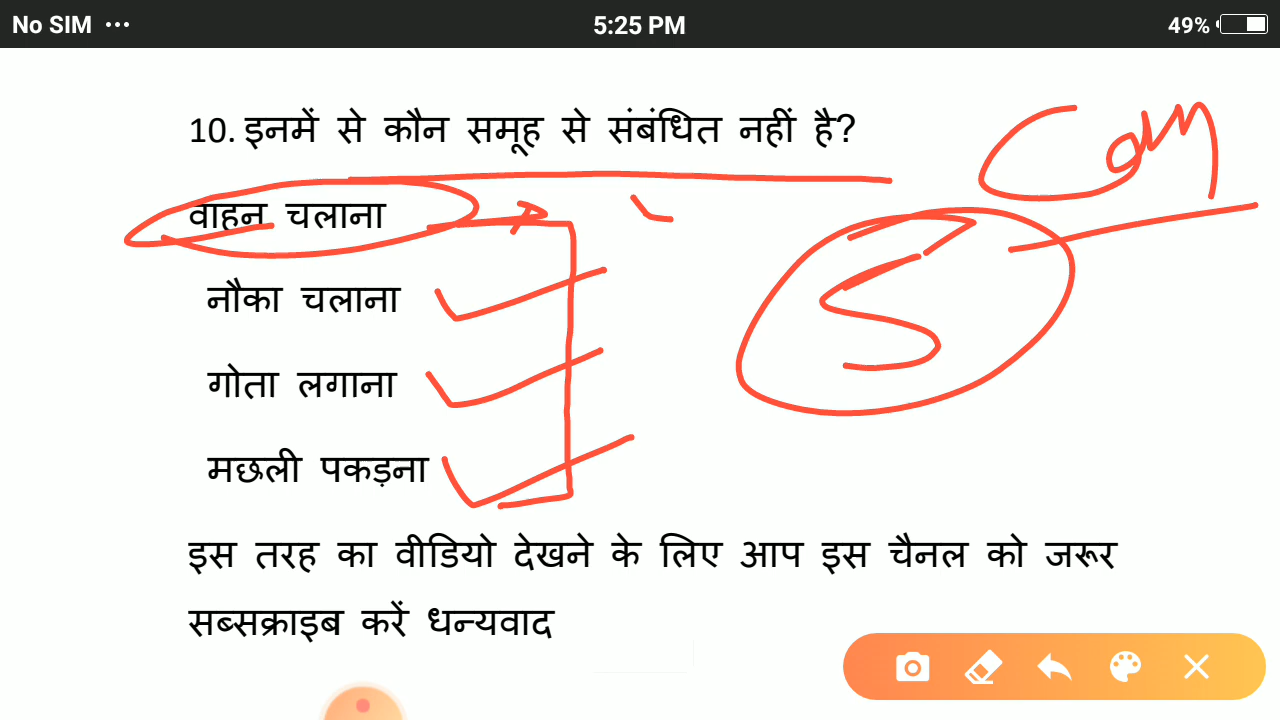 No SIM ••• 5:25 PM 49%
10. इनमें से कौन समूह से संबंधित नहीं है?
वाहन चलाना
नौका चलाना
गोता लगाना
मछली पकड़ना
इस तरह का वीडियो देखने के लिए आप इस चैनल को जरूर
सब्सक्राइब करें धन्यवाद